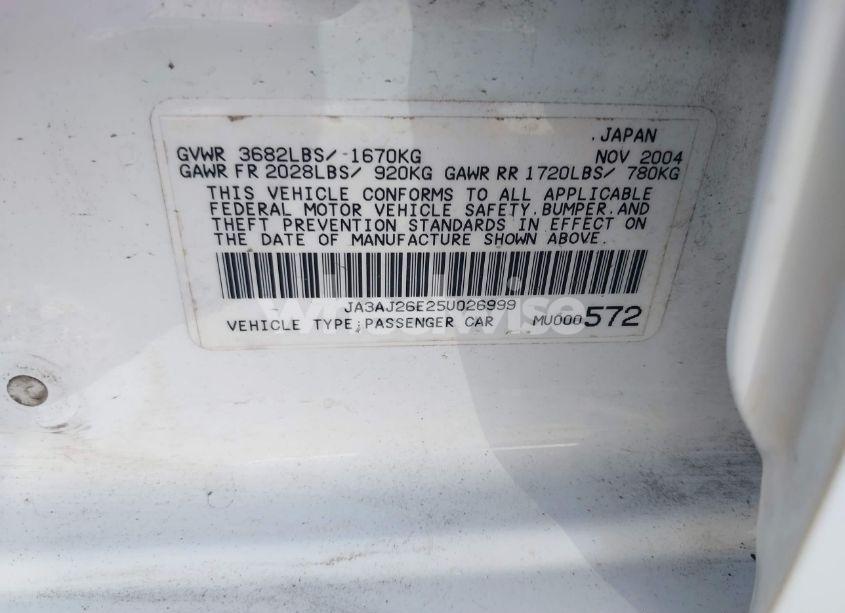 .JAPAN
GVWR 3682LBS/ -1670KG NOV 2004
GAWR FR 2028LBS/ 920KG GAWR RR 1720LBS/ 780KG
THIS VEHICLE CONFORMS TO ALL APPLICABLE
FEDERAL MOTOR VEHICLE SAFETY.BUMPER.AND
THEFT PREVENTION STANDARDS IN EFFECT ON
THE DATE OF MANUFACTURE SHOWN ABOVE.
JA3AJ26E25U026999
VEHICLE TYPE;PASSENGER CAR MU000572